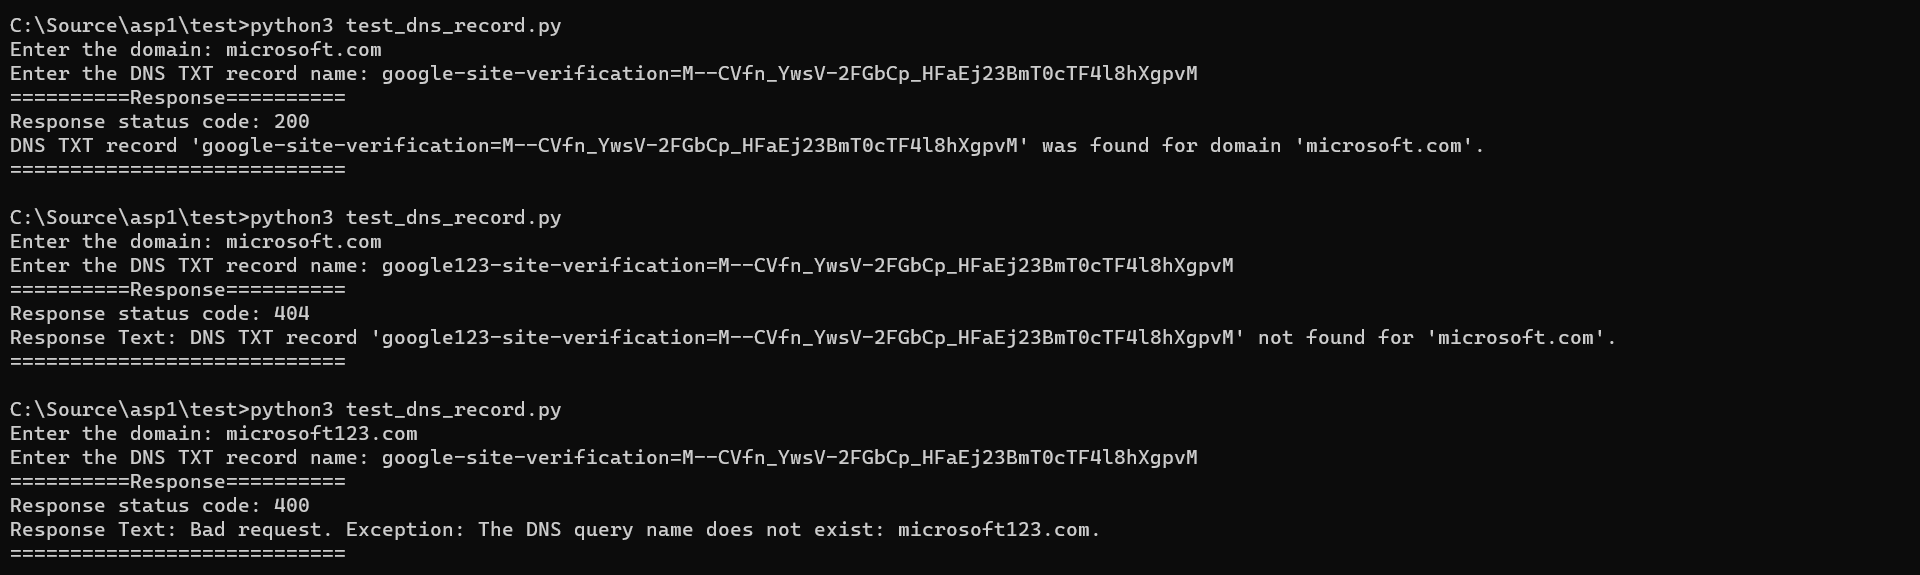 C:\Source\asp1\test>python3 test_dns_record.py
Enter the domain: microsoft.com
Enter the DNS TXT record name: google-site-verification=M--CVfn_YwsV-2FGbCp_HFaEj23BmT0cTF4l8hXgpvM
==========Response==========
Response status code: 200
DNS TXT record 'google-site-verification=M--CVfn_YwsV-2FGbCp_HFaEj23BmT0cTF4l8hXgpvM' was found for domain 'microsoft.com'.
============================
C:\Source\asp1\test>python3 test_dns_record.py
Enter the domain: microsoft.com
Enter the DNS TXT record name: google123-site-verification=M--CVfn_YwsV-2FGbCp_HFaEj23BmT0cTF4l8hXgpvM
==========Response==========
Response status code: 404
Response Text: DNS TXT record 'google123-site-verification=M--CVfn_YwsV-2FGbCp_HFaEj23BmT0cTF4l8hXgpvM' not found for 'microsoft.com'.
============================
C:\Source\asp1\test>python3 test_dns_record.py
Enter the domain: microsoft123.com
Enter the DNS TXT record name: google-site-verification=M--CVfn_YwsV-2FGbCp_HFaEj23BmT0cTF4l8hXgpvM
==========Response==========
Response status code: 400
Response Text: Bad request. Exception: The DNS query name does not exist: microsoft123.com.
============================